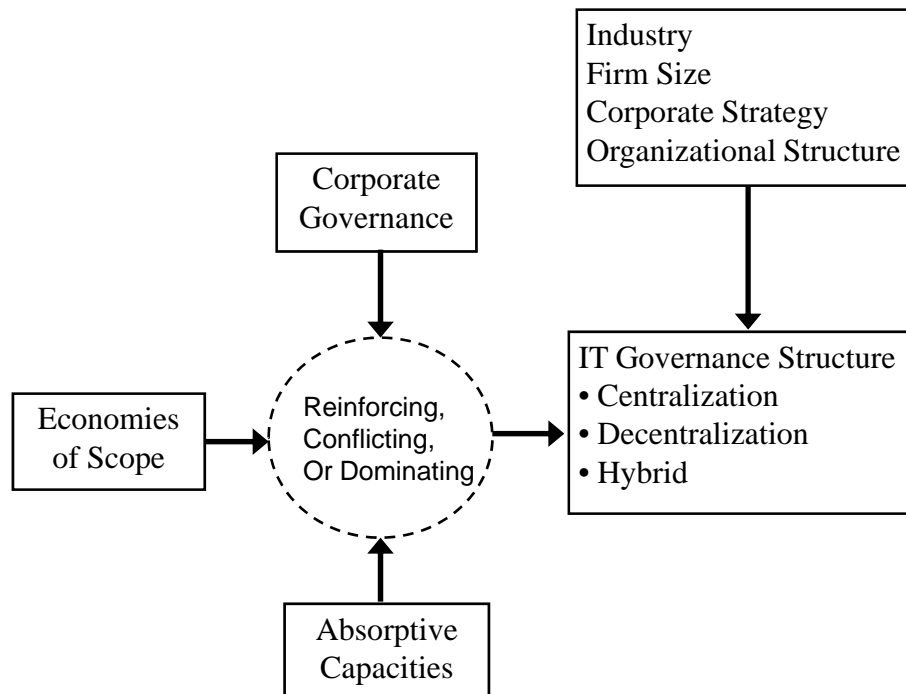 Industry
Firm Size
Corporate Strategy
Organizational Structure
Corporate
Governance
IT Governance Structure
• Centralization
• Decentralization
• Hybrid
Reinforcing,
Conflicting,
Or Dominating
Economies
of Scope
Absorptive
Capacities